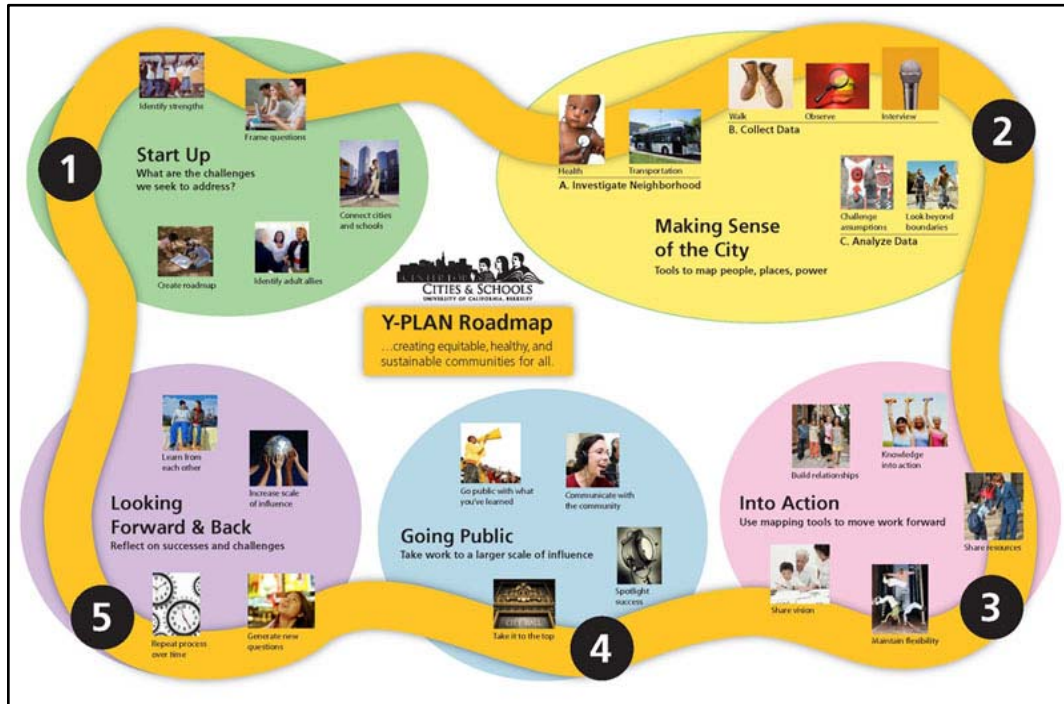 1
Identify strengths
Frame questions
Start Up
What are the challenges
we seek to address?
Connect cities
and schools
Create roadmap
Identify adult allies
Health
Transportation
A. Investigate Neighborhood
Walk
Observe
Interview
B. Collect Data
2
Challenge
assumptions
Look beyond
boundaries
C. Analyze Data
Making Sense
of the City
Tools to map people, places, power
CENTER FOR
CITIES & SCHOOLS
UNIVERSITY OF CALIFORNIA, BERKELEY
Y-PLAN Roadmap
...creating equitable, healthy, and
sustainable communities for all.
Build relationships
Knowledge
into action
Into Action
Use mapping tools to move work forward
Share resources
Share vision
Maintain flexibility
3
Go public with what
you've learned
Communicate with
the community
Going Public
Take work to a larger scale of influence
Spotlight
success
CITY HALL
Take it to the top
4
Learn from
each other
Increase scale
of influence
Looking
Forward & Back
Reflect on successes and challenges
5
Repeat process
over time
Generate new
questions